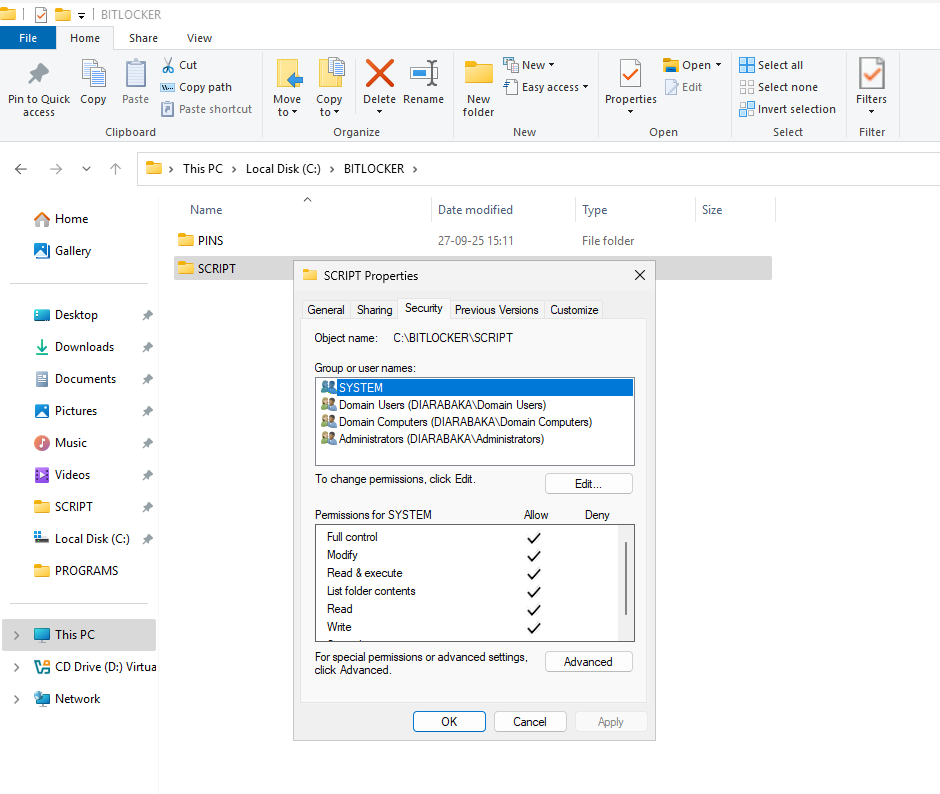 BITLOCKER
File Home Share View
Pin to Quick access
Copy
Paste
Cut
Copy path
Paste shortcut
Move to
Copy to
Delete
Rename
New folder
New
Easy access
Properties
Open
Edit
Select all
Select none
Invert selection
Filters
Clipboard Organize New Open Select Filter
This PC Local Disk (C:) BITLOCKER
Name Date modified Type Size
PINS 27-09-25 15:11 File folder
SCRIPT
Home
Gallery
Desktop
Downloads
Documents
Pictures
Music
Videos
SCRIPT
Local Disk (C:)
PROGRAMS
This PC
CD Drive (D:) Virtua
Network
SCRIPT Properties
General Sharing Security Previous Versions Customize
Object name: C:\BITLOCKER\SCRIPT
Group or user names:
SYSTEM
Domain Users (DIARABAKA\Domain Users)
Domain Computers (DIARABAKA\Domain Computers)
Administrators (DIARABAKA\Administrators)
To change permissions, click Edit. Edit...
Permissions for SYSTEM Allow Deny
Full control
Modify
Read & execute
List folder contents
Read
Write
For special permissions or advanced settings,
click Advanced.
Advanced
OK Cancel Apply